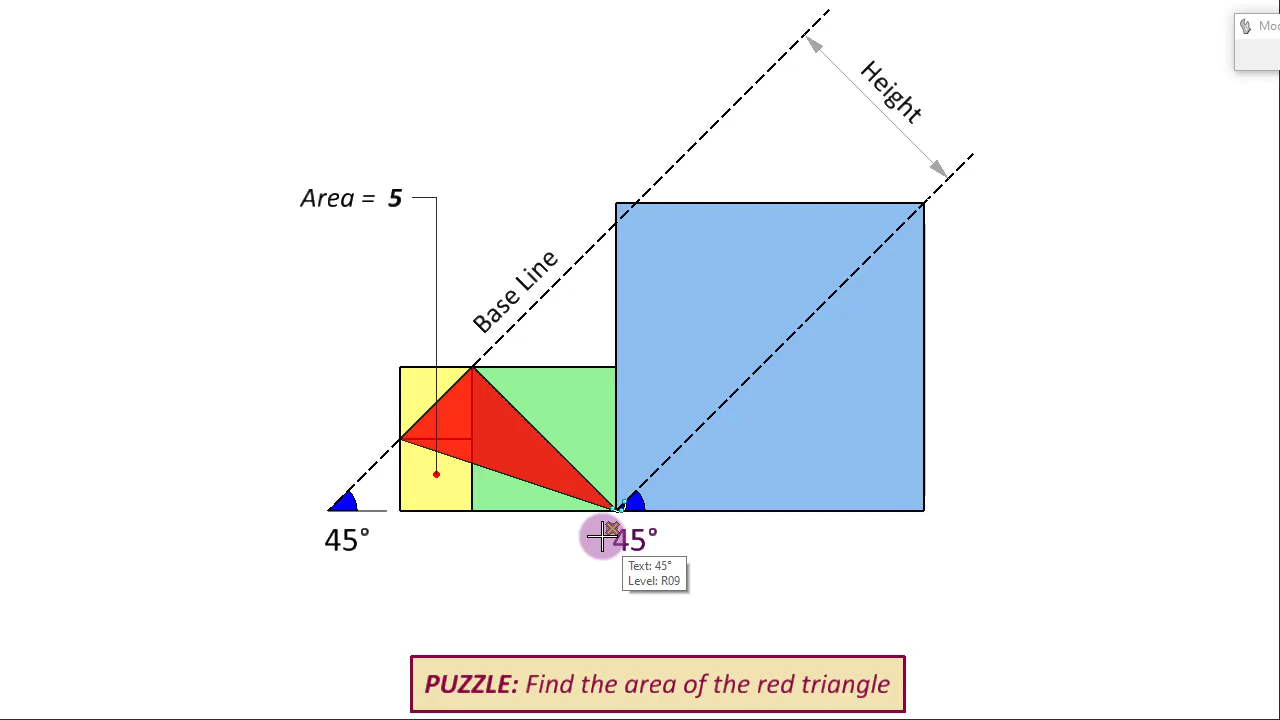 Moc
Height
Area = 5
Base Line
45°
45°
Text: 45°
Level: R09
PUZZLE: Find the area of the red triangle